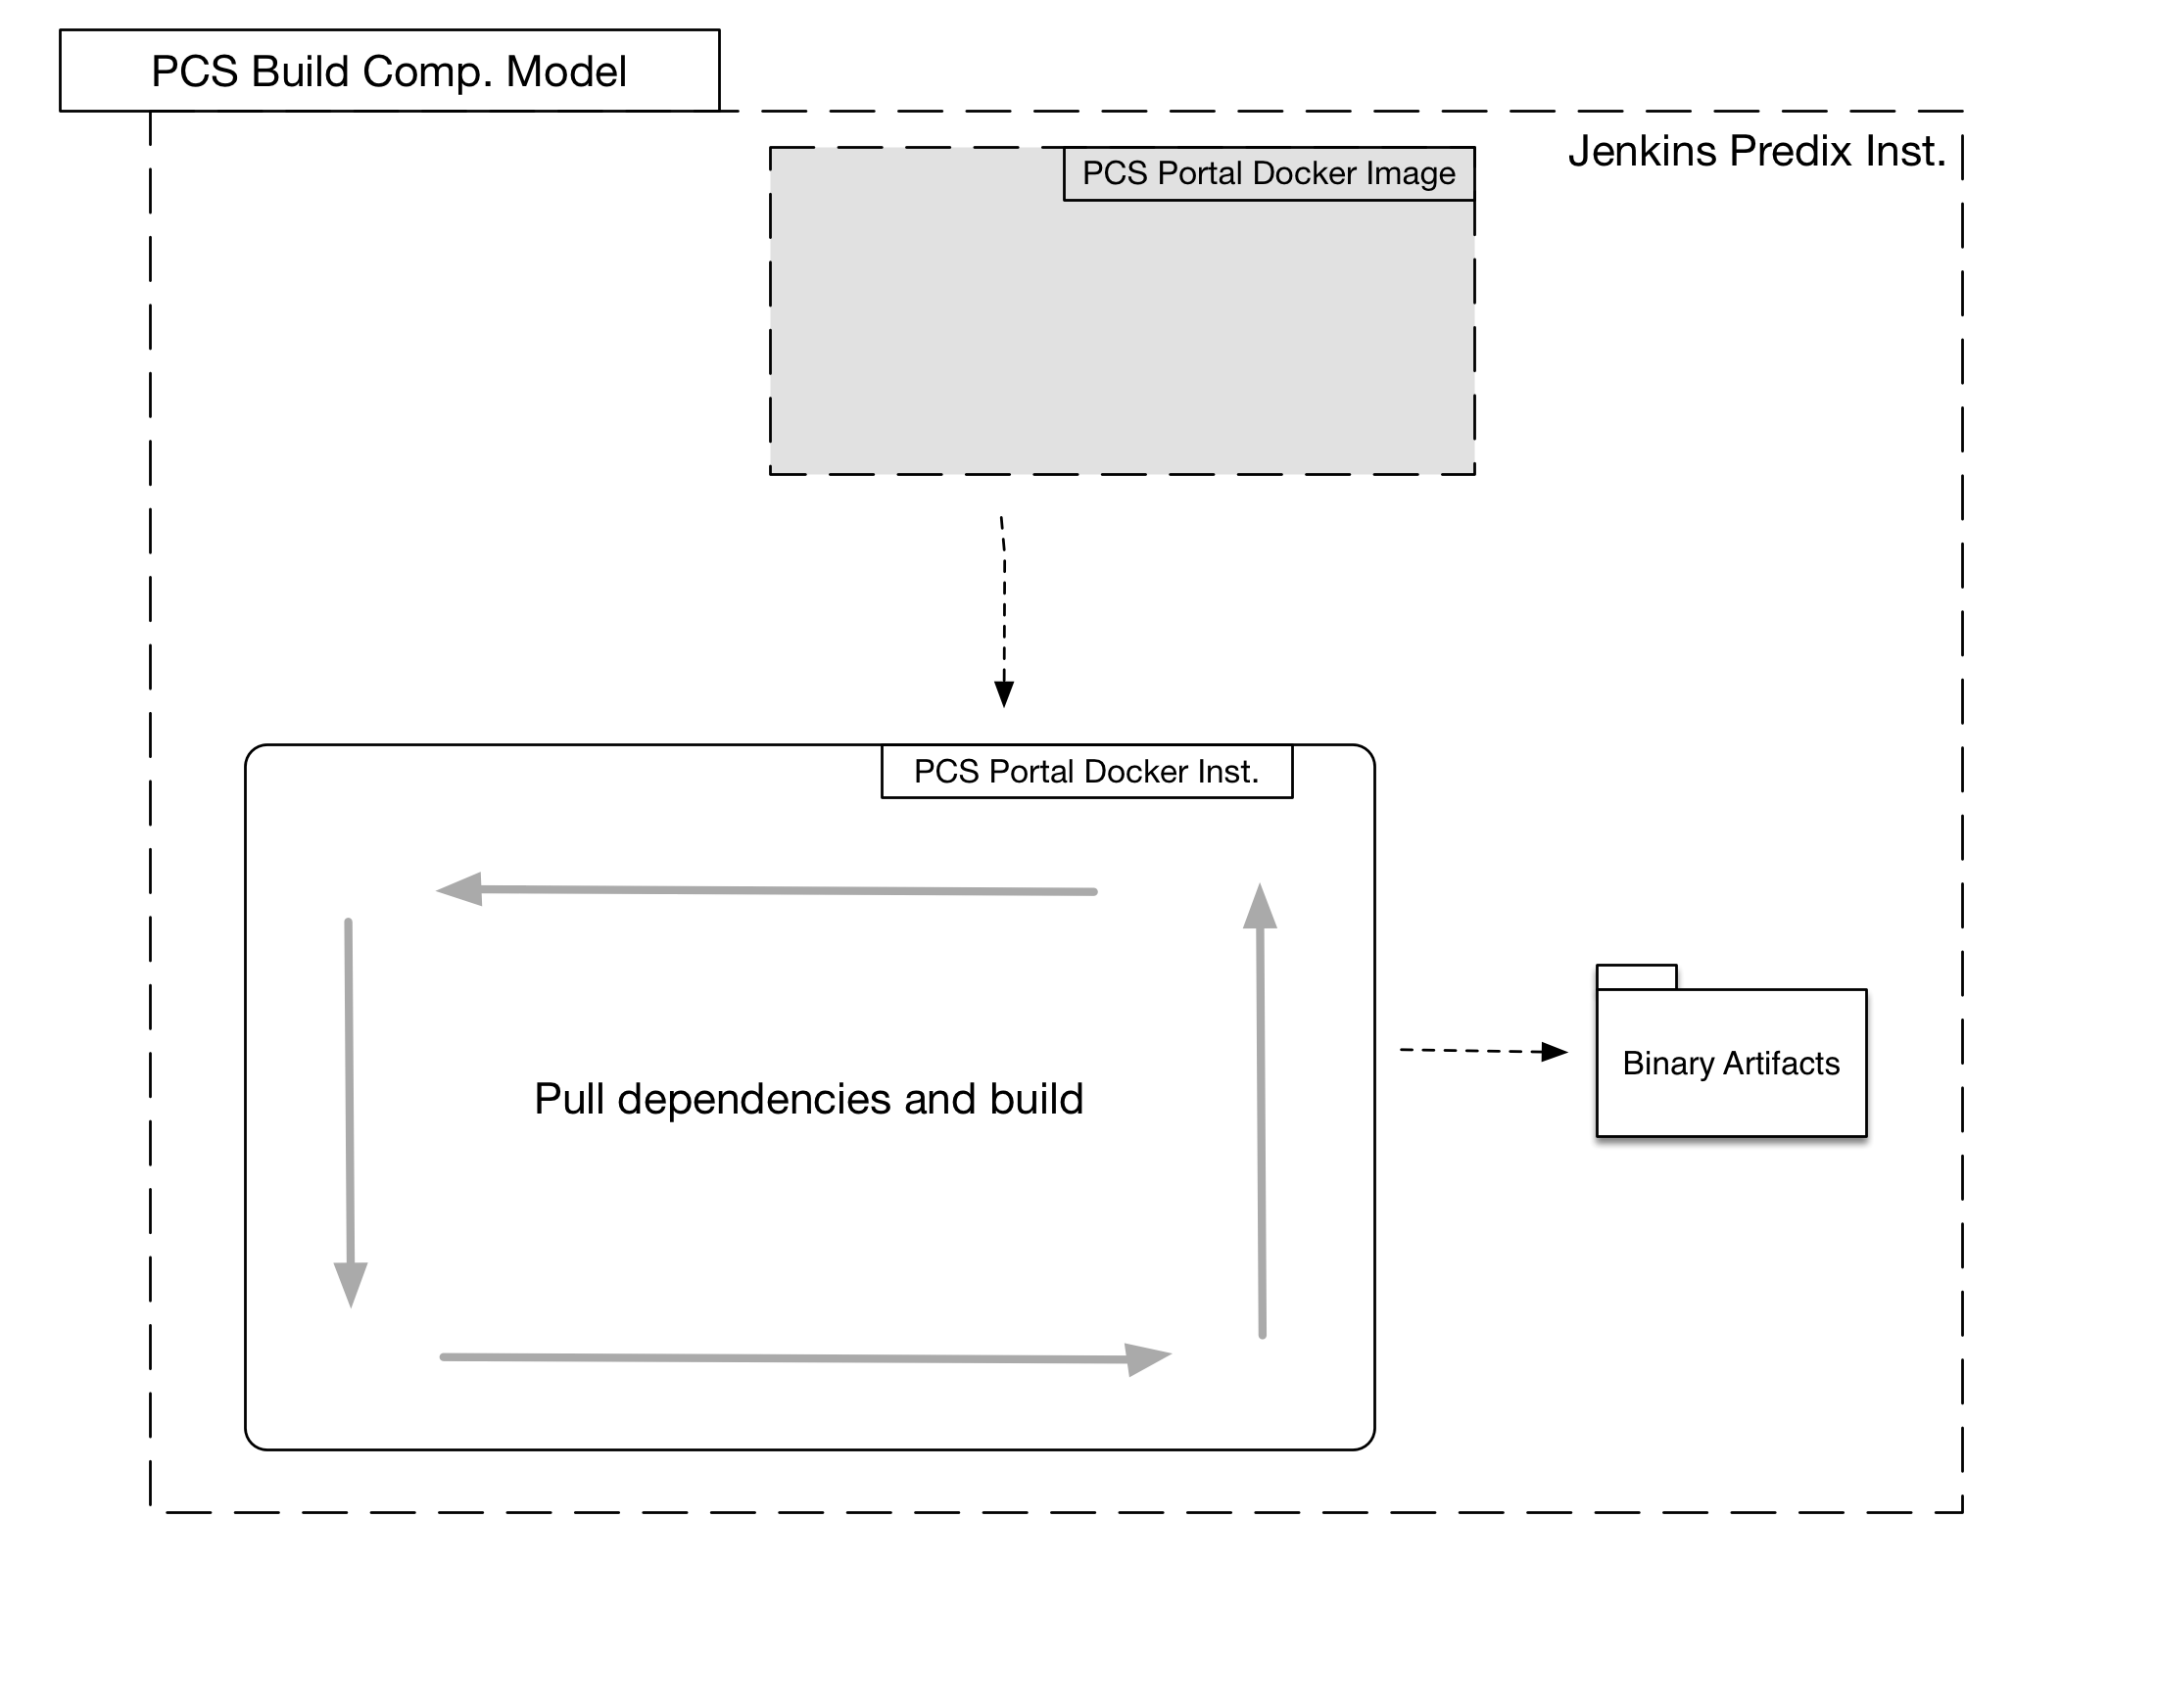 PCS Build Comp. Model
Jenkins Predix Inst.
PCS Portal Docker Image
PCS Portal Docker Inst.
Pull dependencies and build
Binary Artifacts